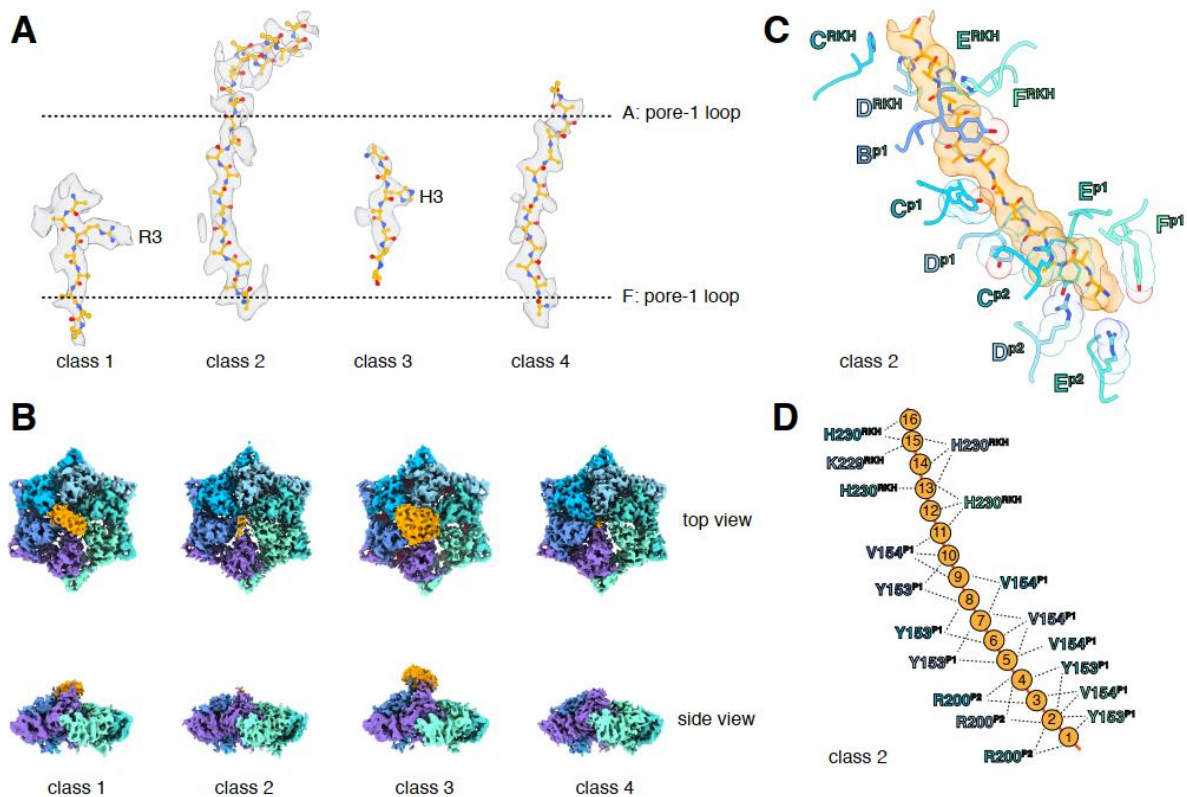 A
A: pore-1 loop
R3
H3
F: pore-1 loop
class 1
class 2
class 3
class 4
B
top view
side view
class 1
class 2
class 3
class 4
C
C^RKH
E^RKH
D^RKH
F^RKH
B^p1
C^p1
E^p1
F^p1
D^p1
C^p2
D^p2
E^p2
class 2
D
16
H230^RKH
15
H230^RKH
K229^RKH
14
H230^RKH
13
H230^RKH
12
11
V154^P1
10
9
V154^P1
Y153^P1
8
7
V154^P1
Y153^P1
6
V154^P1
Y153^P1
5
Y153^P1
4
R200^P2
3
V154^P1
R200^P2
2
Y153^P1
1
R200^P2
class 2